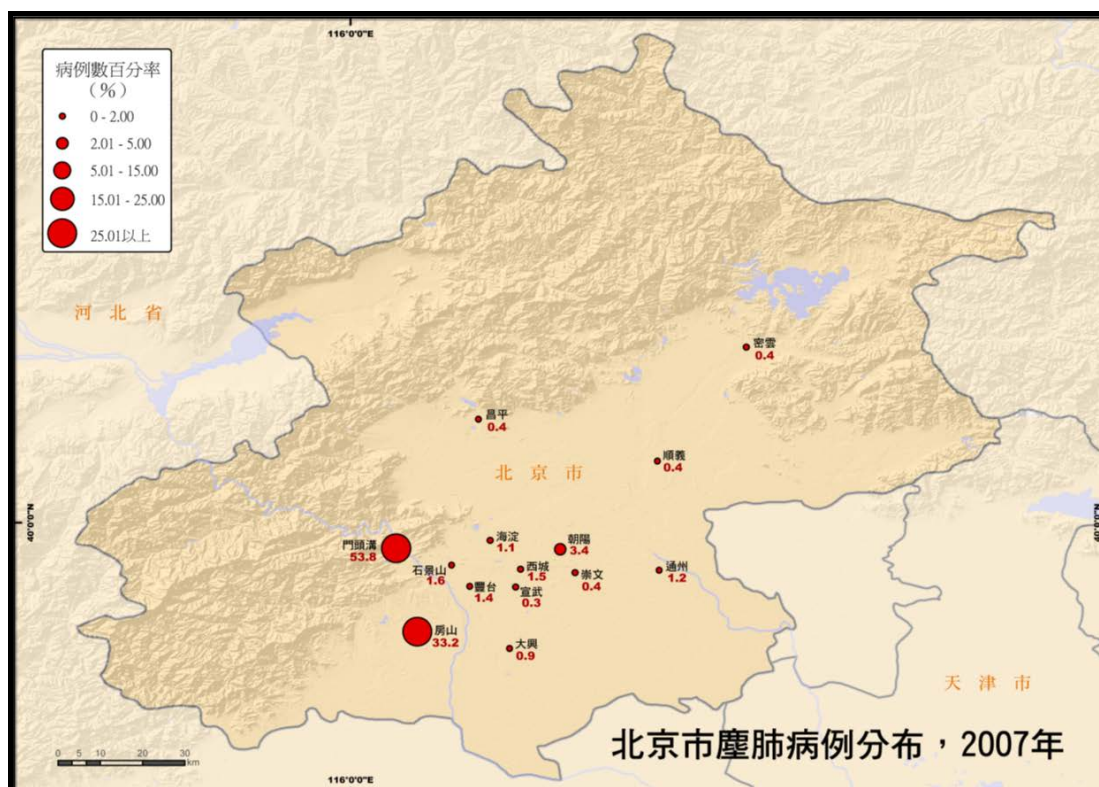 116°0'0"E
病例數百分率
（%）
0 - 2.00
2.01 - 5.00
5.01 - 15.00
15.01 - 25.00
25.01以上
河北省
密雲
0.4
昌平
0.4
順義
0.4
北京市
40°0'0"N
40°0'0"N
海淀
1.1
朝陽
3.4
門頭溝
53.8
石景山
1.6
西城
1.5
崇文
0.4
通州
1.2
豐台
1.4
宣武
0.3
房山
33.2
大興
0.9
天津市
北京市塵肺病例分布，2007年
0 5 10 20 30
km
116°0'0"E